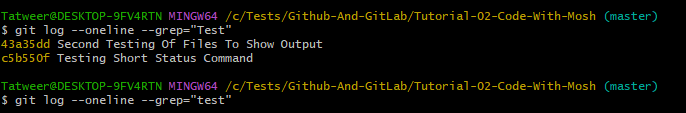 Tatweer@DESKTOP-9FV4RTN MINGW64 /c/Tests/Github-And-GitLab/Tutorial-02-Code-With-Mosh (master)
$ git log --oneline --grep="Test"
43a35dd Second Testing Of Files To Show Output
c5b550f Testing Short Status Command
Tatweer@DESKTOP-9FV4RTN MINGW64 /c/Tests/Github-And-GitLab/Tutorial-02-Code-With-Mosh (master)
$ git log --oneline --grep="test"